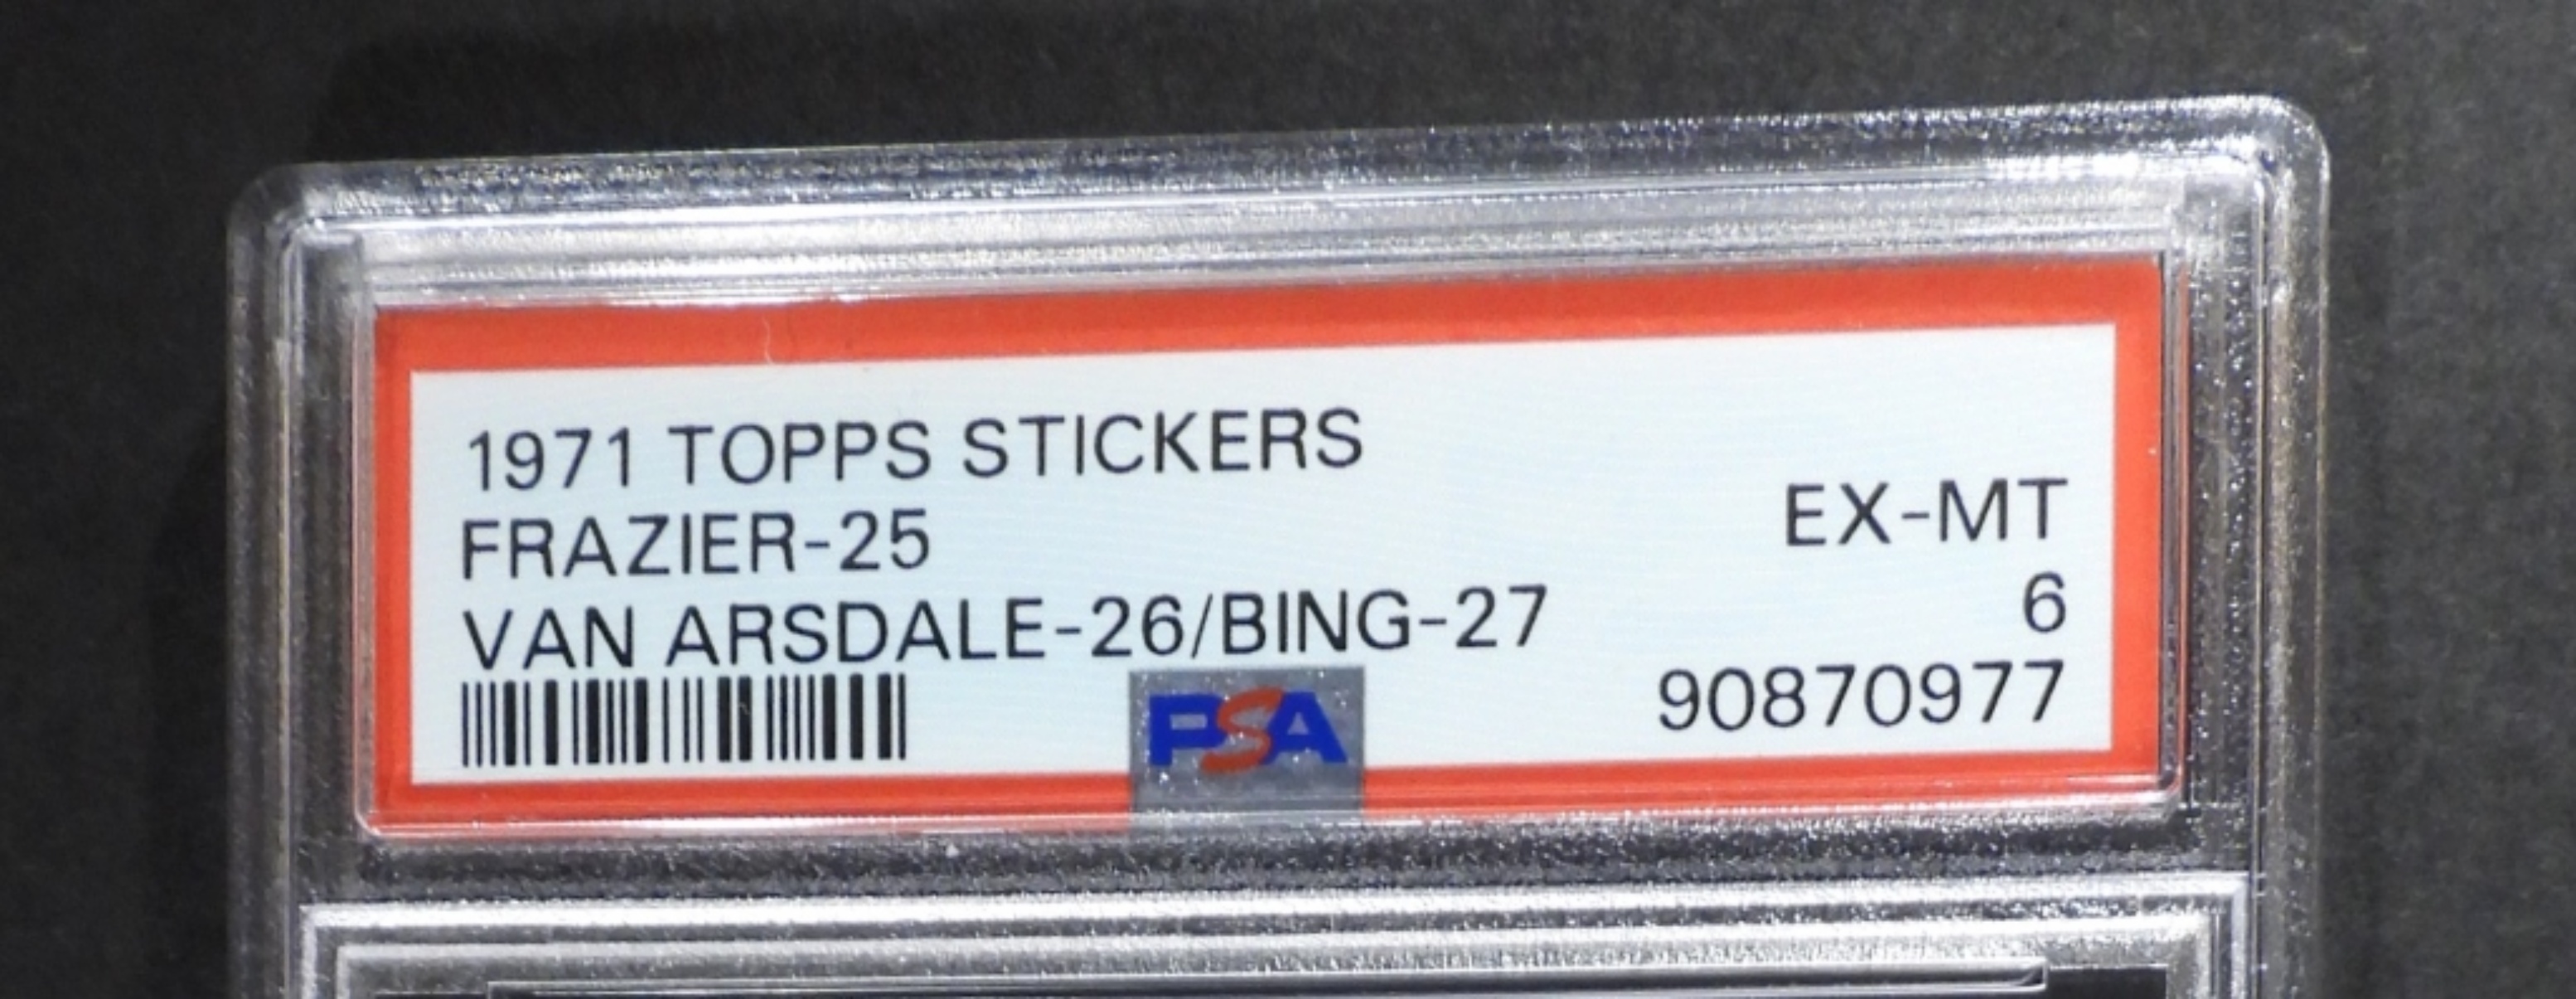 1971 TOPPS STICKERS
FRAZIER-25
VAN ARSDALE-26/BING-27
EX-MT
6
90870977
PSA